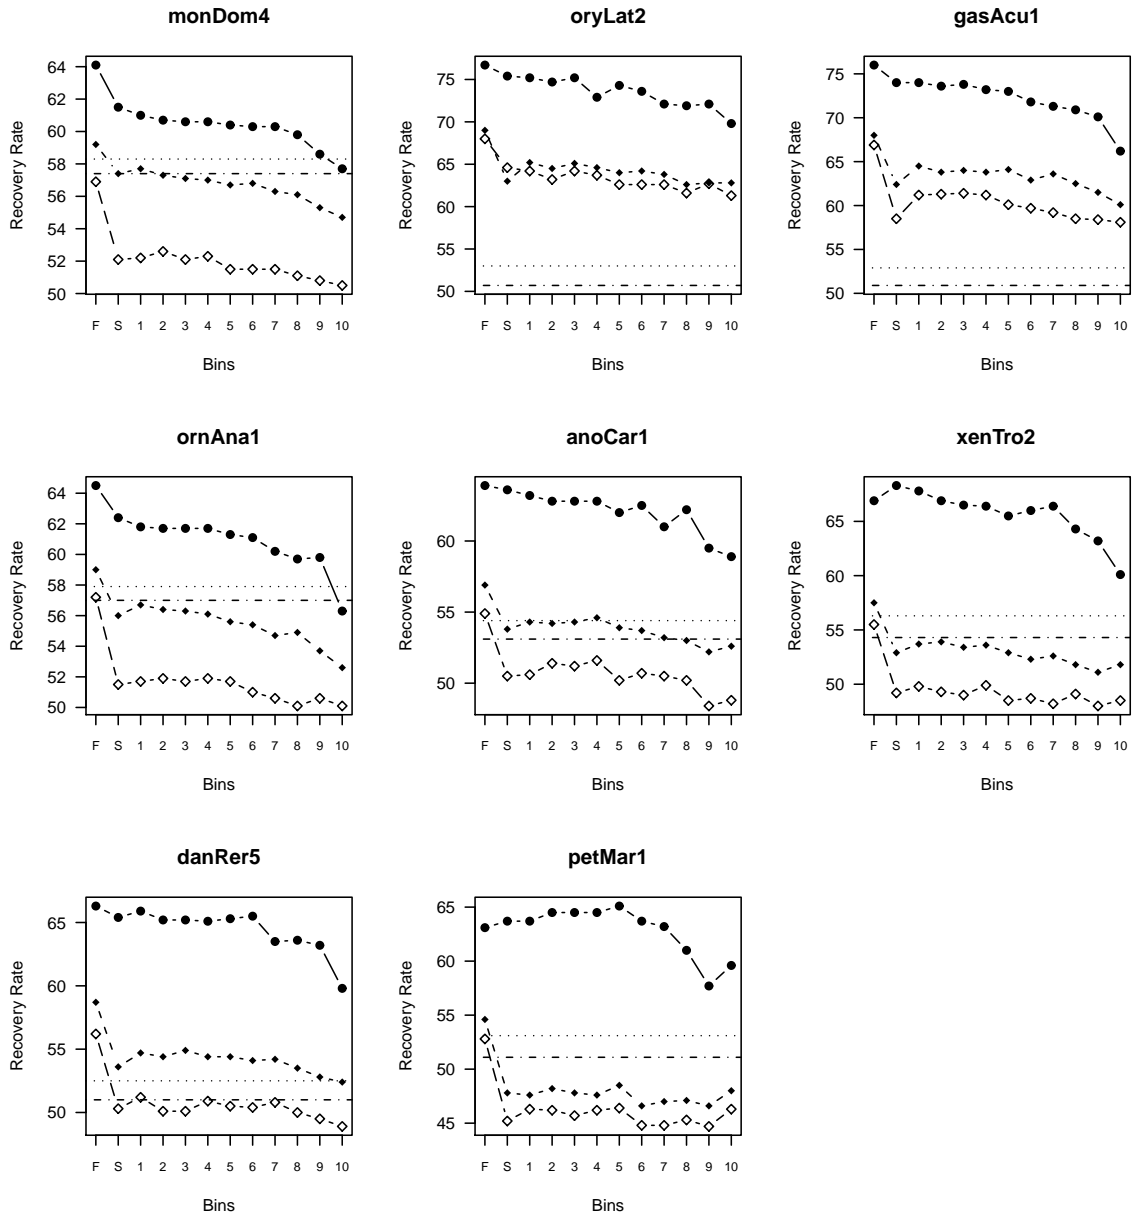 monDom4
oryLat2
gasAcu1
Recovery Rate
64
62
60
58
56
54
52
50
F S 1 2 3 4 5 6 7 8 9 10
Bins
Recovery Rate
75
70
65
60
55
50
F S 1 2 3 4 5 6 7 8 9 10
Bins
Recovery Rate
75
70
65
60
55
50
F S 1 2 3 4 5 6 7 8 9 10
Bins
ornAna1
anoCar1
xenTro2
Recovery Rate
64
62
60
58
56
54
52
50
F S 1 2 3 4 5 6 7 8 9 10
Bins
Recovery Rate
60
55
50
F S 1 2 3 4 5 6 7 8 9 10
Bins
Recovery Rate
65
60
55
50
F S 1 2 3 4 5 6 7 8 9 10
Bins
danRer5
petMar1
Recovery Rate
65
60
55
50
F S 1 2 3 4 5 6 7 8 9 10
Bins
Recovery Rate
65
60
55
50
45
F S 1 2 3 4 5 6 7 8 9 10
Bins